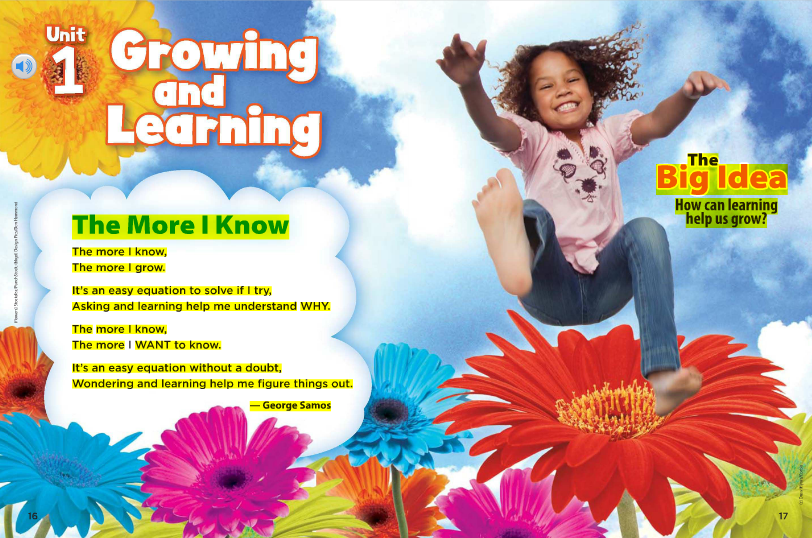 Unit
1
Growing
and
Learning
The More I Know
The more I know,
The more I grow.
It's an easy equation to solve if I try,
Asking and learning help me understand WHY.
The more I know,
The more I WANT to know.
It's an easy equation without a doubt,
Wondering and learning help me figure things out.
— George Samos
The
Big Idea
How can learning
help us grow?
16
17